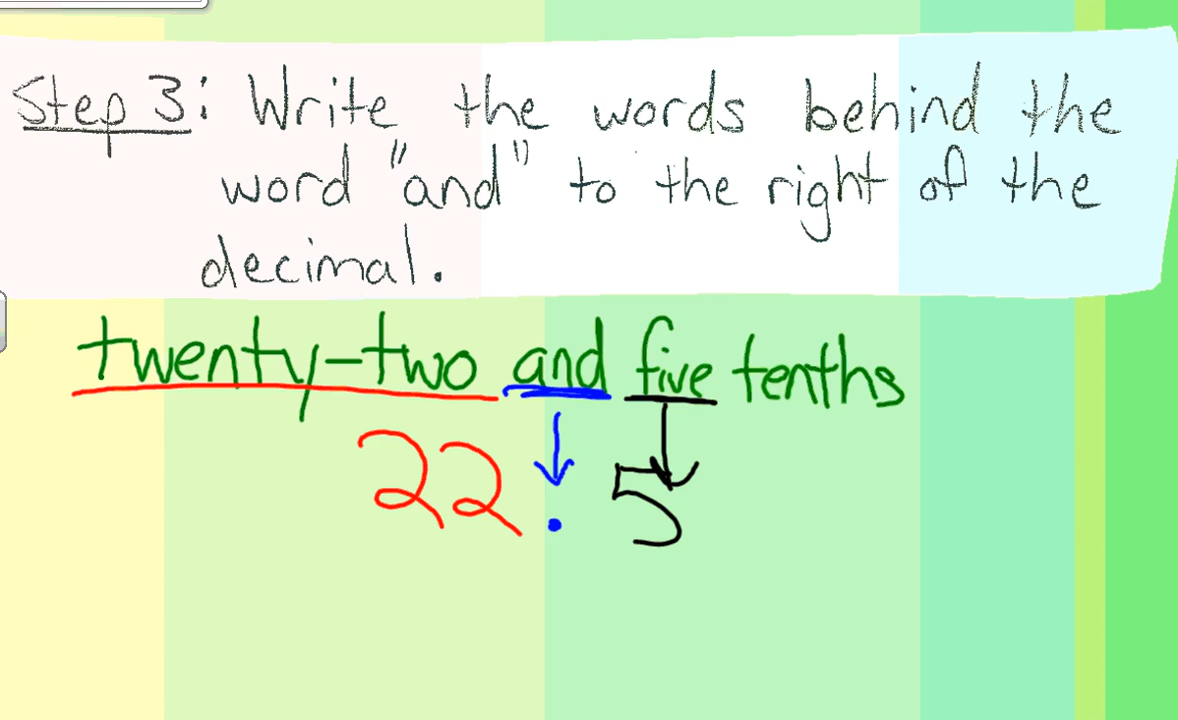 Step 3: Write the words behind the
word "and" to the right of the
decimal.
twenty-two and five tenths
22.5